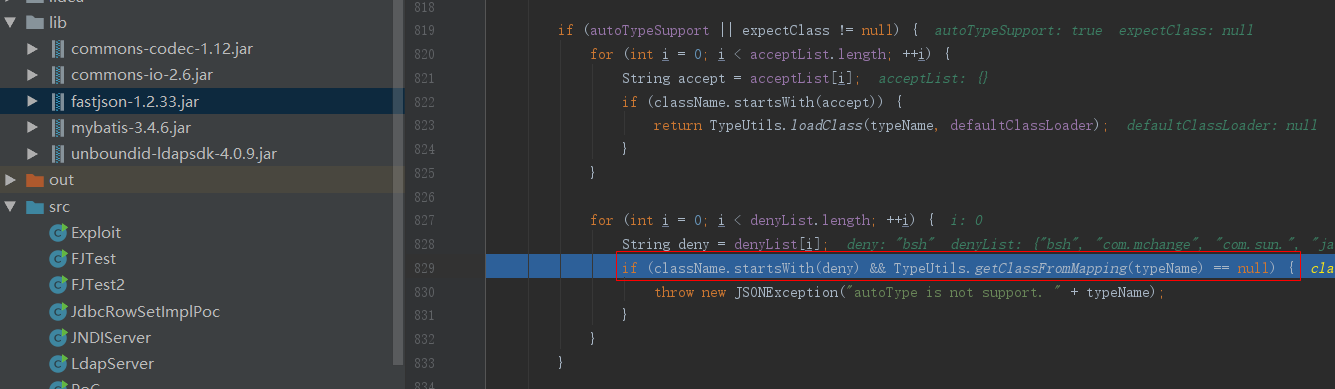 lib
commons-codec-1.12.jar
commons-io-2.6.jar
fastjson-1.2.33.jar
mybatis-3.4.6.jar
unboundid-ldapsdk-4.0.9.jar
out
src
Exploit
FJTest
FJTest2
JdbcRowSetImplPoc
JNDIServer
LdapServer
818
819 if (autoTypeSupport || expectClass != null) { autoTypeSupport: true expectClass: null
820 for (int i = 0; i < acceptList.length; ++i) {
821 String accept = acceptList[i]; acceptList: {}
822 if (className.startsWith(accept)) {
823 return TypeUtils.loadClass(typeName, defaultClassLoader); defaultClassLoader: null
824 }
825 }
826
827 for (int i = 0; i < denyList.length; ++i) { i: 0
828 String deny = denyList[i]; deny: "bsh" denyList: {"bsh", "com.mchange", "com.sun.", "ja
829 if (className.startsWith(deny) && TypeUtils.getClassFromMapping(typeName) == null) { cla
830 throw new JSONException("autoType is not support. " + typeName);
831 }
832 }
833 }
834